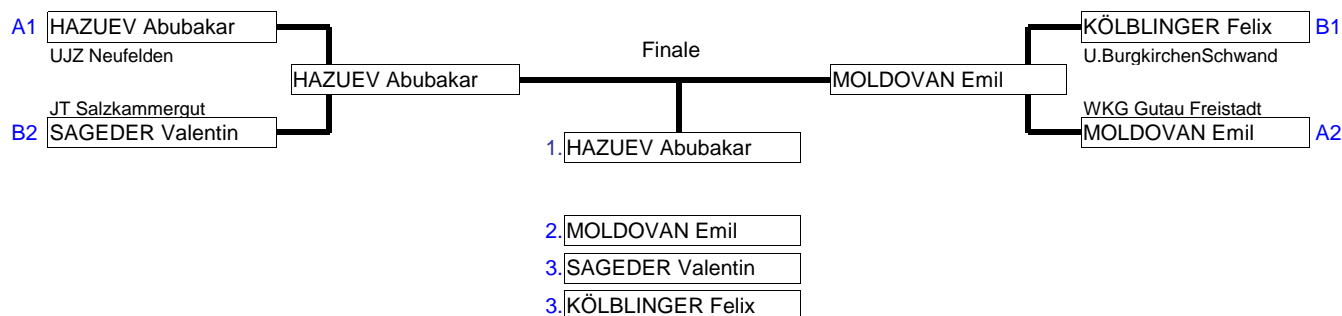 A1 HAZUEV Abubakar
UJZ Neufelden
HAZUEV Abubakar
JT Salzkammergut
B2 SAGEDER Valentin
Finale
KÖLBLINGER Felix B1
U.BurgkirchenSchwand
MOLDOVAN Emil
WKG Gutau Freistadt
MOLDOVAN Emil A2
1. HAZUEV Abubakar
2. MOLDOVAN Emil
3. SAGEDER Valentin
3. KÖLBLINGER Felix